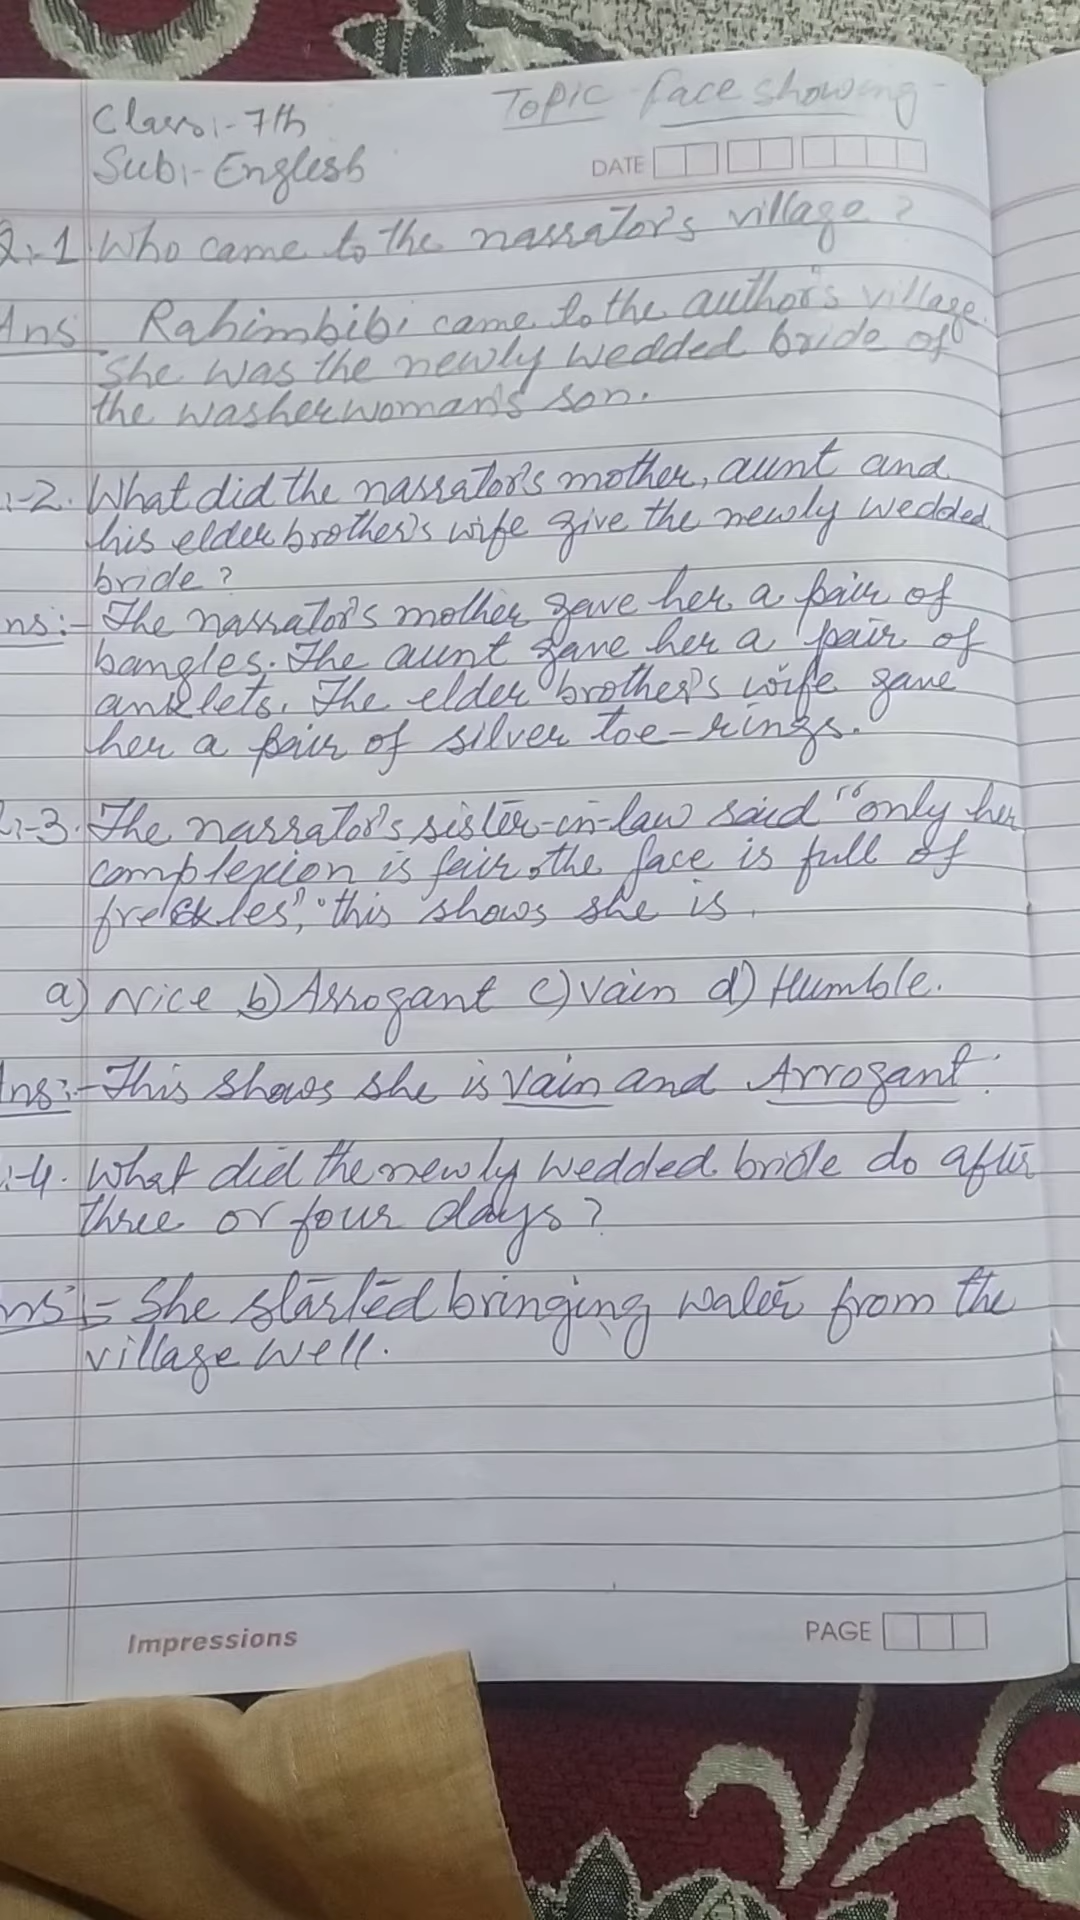 Class:- 7th
Topic face showing
Sub:- English
DATE
Q:-1. Who came to the narrator's village ?
Ans Rahimbibi came to the author's village.
She was the newly wedded bride of
the washerwoman's son.
:-2. What did the narrator's mother, aunt and
his elder brother's wife give the newly wedded
bride ?
ns:- The narrator's mother gave her a pair of
bangles. The aunt gave her a pair of
anklets. The elder brother's wife gave
her a pair of silver toe-rings.
:-3. The narrator's sister-in-law said "only her
complexion is fair, the face is full of
freckles", this shows she is.
a) Nice b) Arrogant c) Vain d) Humble.
Ans:- This shows she is Vain and Arrogant.
:-4. What did the newly wedded bride do after
three or four days ?
ns:- She started bringing water from the
village well.
Impressions
PAGE